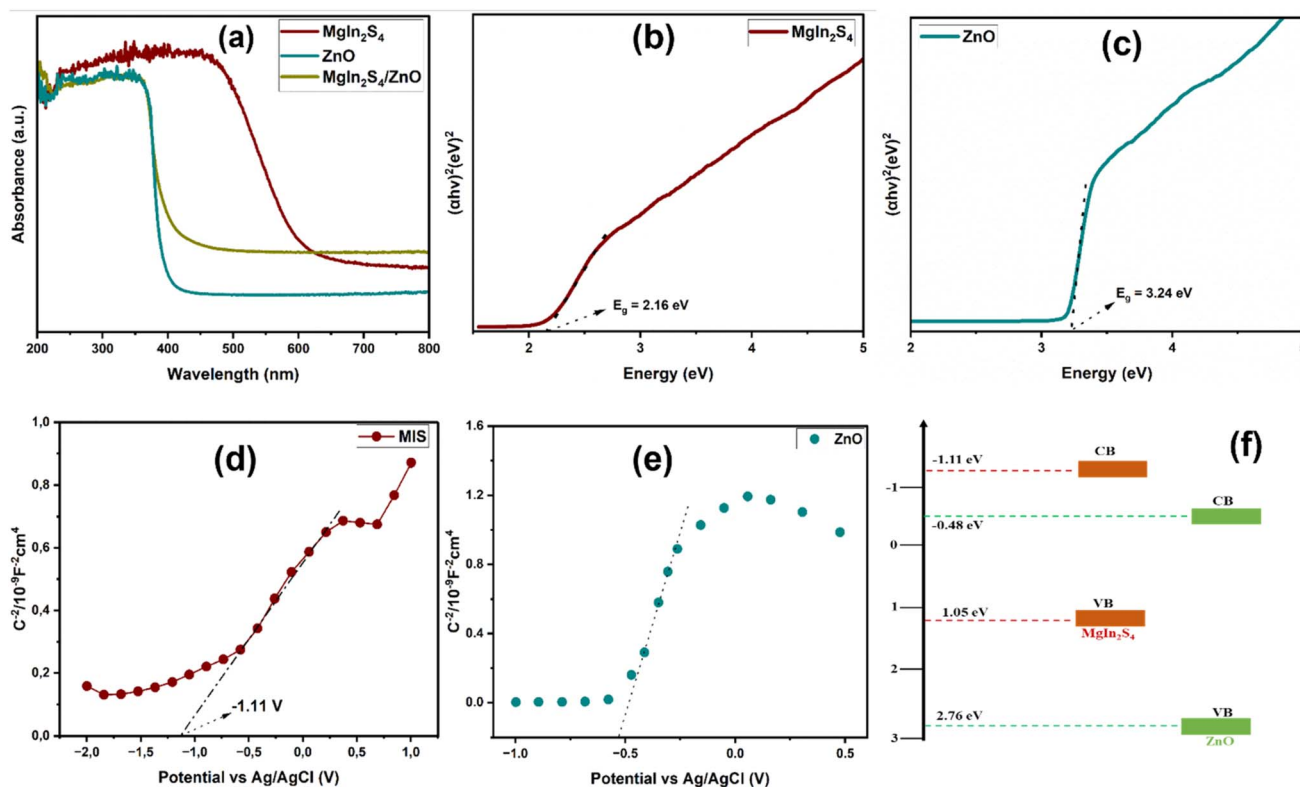 (a)
MgIn₂S₄
ZnO
MgIn₂S₄/ZnO
Absorbance (a.u.)
200 300 400 500 600 700 800
Wavelength (nm)
(b)
MgIn₂S₄
(αhν)²(eV)²
E_g = 2.16 eV
2 3 4 5
Energy (eV)
(c)
ZnO
(αhν)²(eV)²
E_g = 3.24 eV
2 3 4
Energy (eV)
(d)
MIS
C⁻²/10⁻⁹F⁻²cm⁴
1,0
0,8
0,6
0,4
0,2
0,0
-1.11 V
-2,0 -1,5 -1,0 -0,5 0,0 0,5 1,0
Potential vs Ag/AgCl (V)
(e)
ZnO
C⁻²/10⁻⁹F⁻²cm⁴
1.6
1.2
0.8
0.4
0.0
-1.0 -0.5 0.0 0.5
Potential vs Ag/AgCl (V)
(f)
-1.11 eV
CB
-1
CB
-0.48 eV
0
1
1.05 eV
VB
MgIn₂S₄
2
2.76 eV
VB
3
ZnO